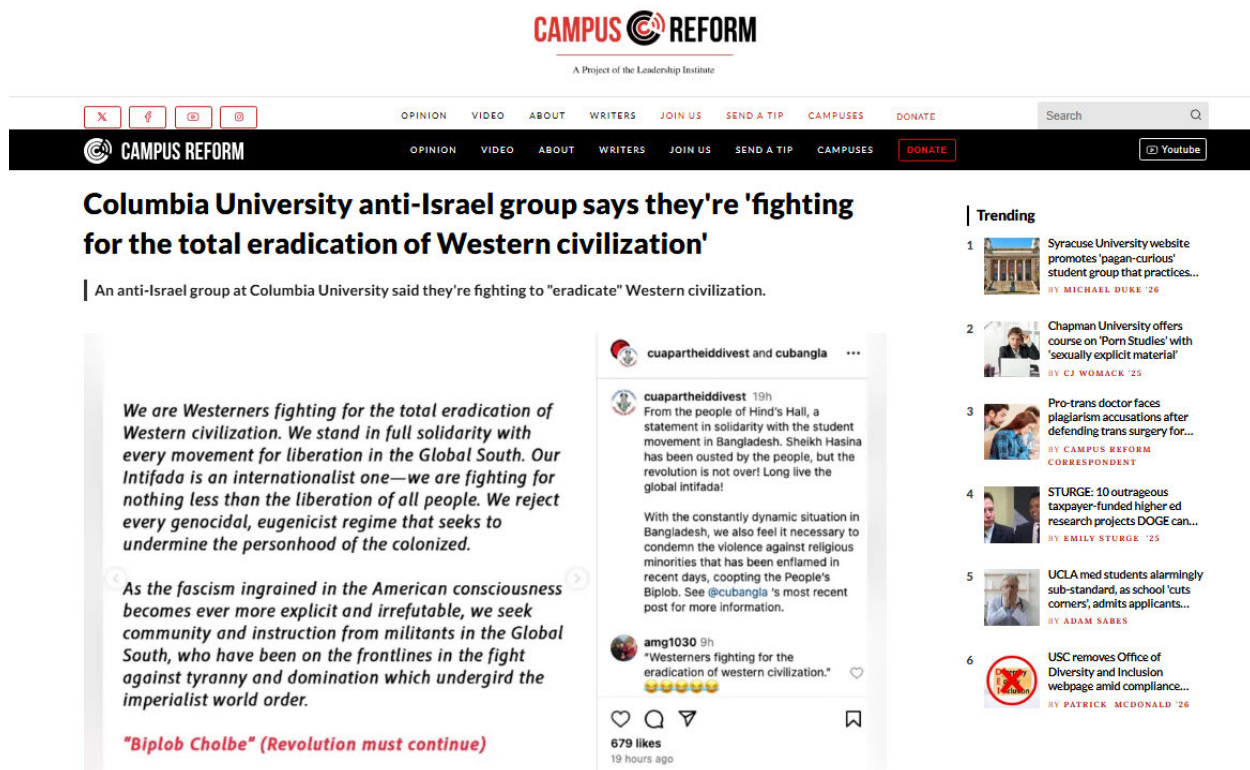 CAMPUS REFORM
A Project of the Leadership Institute
OPINION VIDEO ABOUT WRITERS JOIN US SEND A TIP CAMPUSES DONATE
Search
CAMPUS REFORM
OPINION VIDEO ABOUT WRITERS JOIN US SEND A TIP CAMPUSES DONATE
Youtube
Columbia University anti-Israel group says they're 'fighting
for the total eradication of Western civilization'
An anti-Israel group at Columbia University said they're fighting to "eradicate" Western civilization.
We are Westerners fighting for the total eradication of
Western civilization. We stand in full solidarity with
every movement for liberation in the Global South. Our
Intifada is an internationalist one—we are fighting for
nothing less than the liberation of all people. We reject
every genocidal, eugenicist regime that seeks to
undermine the personhood of the colonized.
As the fascism ingrained in the American consciousness
becomes ever more explicit and irrefutable, we seek
community and instruction from militants in the Global
South, who have been on the frontlines in the fight
against tyranny and domination which undergird the
imperialist world order.
"Biplob Cholbe" (Revolution must continue)
cuapartheiddivest and cubangla
cuapartheiddivest 19h
From the people of Hind's Hall, a
statement in solidarity with the student
movement in Bangladesh. Sheikh Hasina
has been ousted by the people, but the
revolution is not over! Long live the
global intifada!
With the constantly dynamic situation in
Bangladesh, we also feel it necessary to
condemn the violence against religious
minorities that has been enflamed in
recent days, coopting the People's
Biplob. See @cubangla 's most recent
post for more information.
amg1030 9h
"Westerners fighting for the
eradication of western civilization."
😂😂😂😂😂
679 likes
19 hours ago
Trending
1
Syracuse University website
promotes 'pagan-curious'
student group that practices...
BY MICHAEL DUKE '26
2
Chapman University offers
course on 'Porn Studies' with
'sexually explicit material'
BY CJ WOMACK '25
3
Pro-trans doctor faces
plagiarism accusations after
defending trans surgery for...
BY CAMPUS REFORM
CORRESPONDENT
4
STURGE: 10 outrageous
taxpayer-funded higher ed
research projects DOGE can...
BY EMILY STURGE '25
5
UCLA med students alarmingly
sub-standard, as school 'cuts
corners', admits applicants...
BY ADAM SABES
6
USC removes Office of
Diversity and Inclusion
webpage amid compliance...
BY PATRICK MCDONALD '26